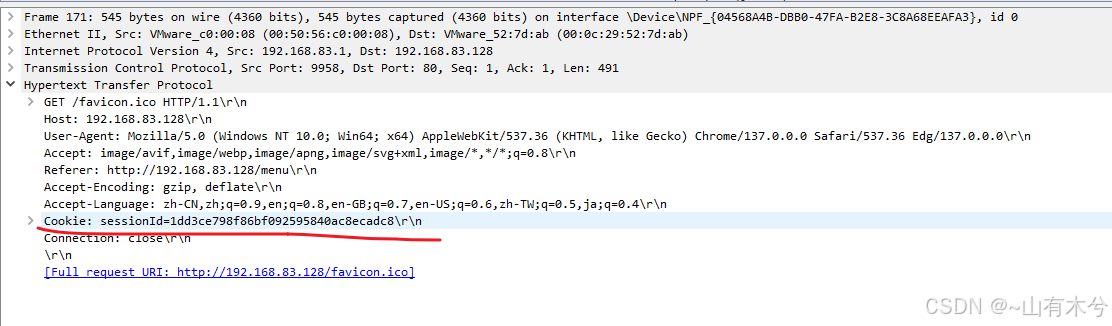 Frame 171: 545 bytes on wire (4360 bits), 545 bytes captured (4360 bits) on interface \Device\NPF_{04568A4B-DBB0-47FA-B2E8-3C8A68EEAFA3}, id 0
Ethernet II, Src: VMware_c0:00:08 (00:50:56:c0:00:08), Dst: VMware_52:7d:ab (00:0c:29:52:7d:ab)
Internet Protocol Version 4, Src: 192.168.83.1, Dst: 192.168.83.128
Transmission Control Protocol, Src Port: 9958, Dst Port: 80, Seq: 1, Ack: 1, Len: 491
Hypertext Transfer Protocol
GET /favicon.ico HTTP/1.1\r\n
Host: 192.168.83.128\r\n
User-Agent: Mozilla/5.0 (Windows NT 10.0; Win64; x64) AppleWebKit/537.36 (KHTML, like Gecko) Chrome/137.0.0.0 Safari/537.36 Edg/137.0.0.0\r\n
Accept: image/avif,image/webp,image/apng,image/svg+xml,image/*,*/*;q=0.8\r\n
Referer: http://192.168.83.128/menu\r\n
Accept-Encoding: gzip, deflate\r\n
Accept-Language: zh-CN,zh;q=0.9,en;q=0.8,en-GB;q=0.7,en-US;q=0.6,zh-TW;q=0.5,ja;q=0.4\r\n
Cookie: sessionId=1dd3ce798f86bf092595840ac8ecadc8\r\n
Connection: close\r\n
\r\n
[Full request URI: http://192.168.83.128/favicon.ico]
CSDN @~山有木兮